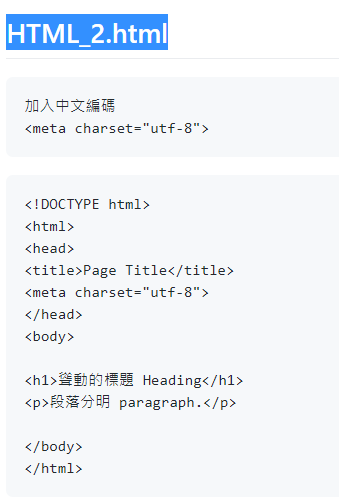 HTML_2.html
加入中文編碼
<meta charset="utf-8">
<!DOCTYPE html>
<html>
<head>
<title>Page Title</title>
<meta charset="utf-8">
</head>
<body>
<h1>聳動的標題 Heading</h1>
<p>段落分明 paragraph.</p>
</body>
</html>